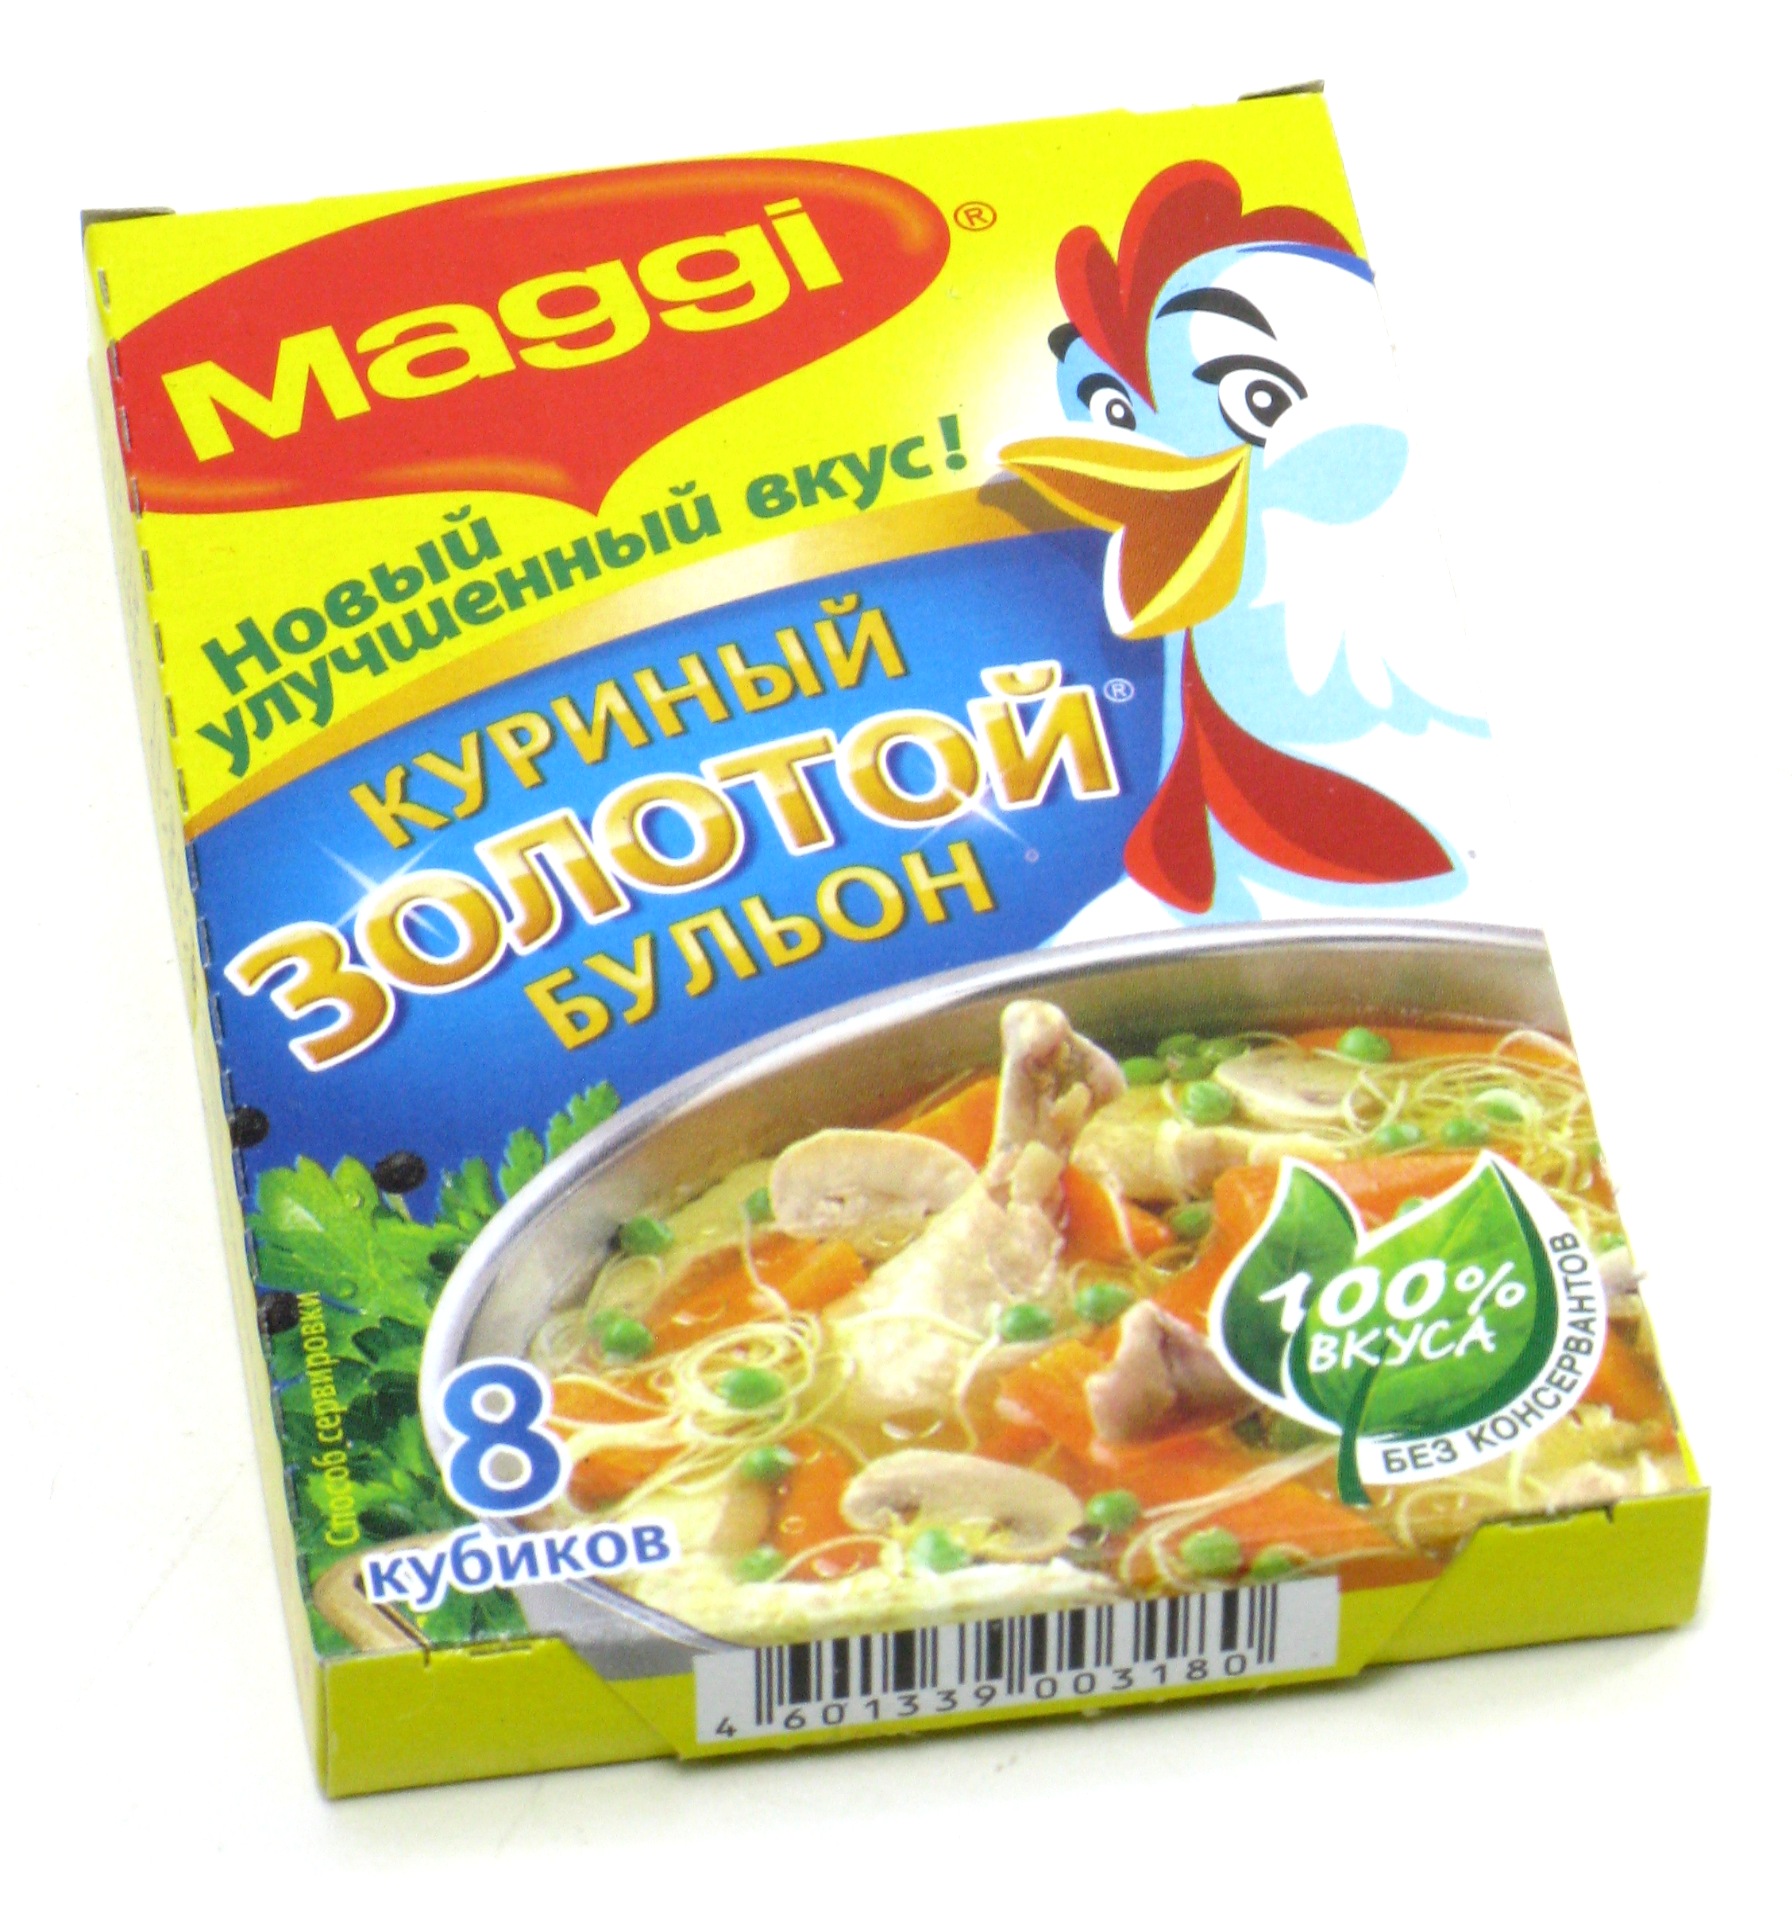 Maggi®
Новый
улучшенный вкус!
КУРИНЫЙ
ЗОЛОТОЙ®
БУЛЬОН
100%
ВКУСА
БЕЗ КОНСЕРВАНТОВ
Способ сервировки
8
кубиков
4 601339 003180